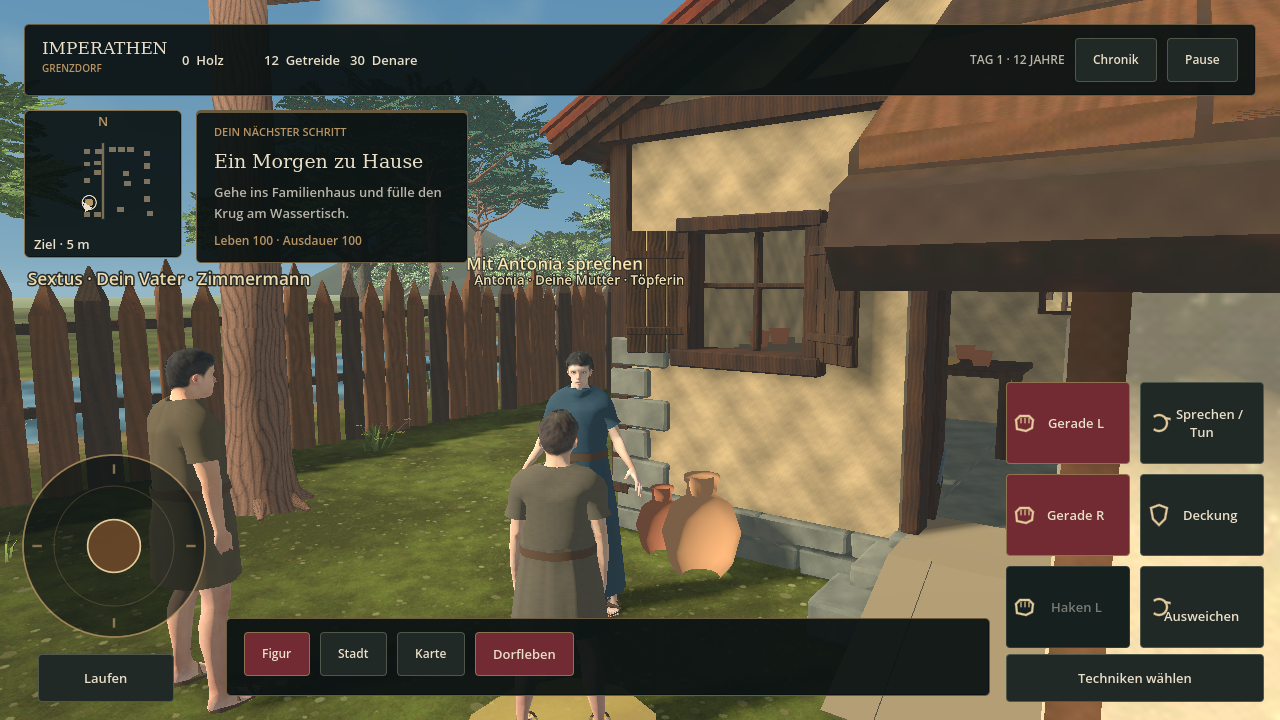 IMPERATHEN
GRENZDORF
0 Holz 12 Getreide 30 Denare
TAG 1 · 12 JAHRE
Chronik
Pause
N
Ziel · 5 m
DEIN NÄCHSTER SCHRITT
Ein Morgen zu Hause
Gehe ins Familienhaus und fülle den
Krug am Wassertisch.
Leben 100 · Ausdauer 100
Sextus · Dein Vater · Zimmermann
Mit Antonia sprechen
Antonia · Deine Mutter · Töpferin
Gerade L
Sprechen /
Tun
Gerade R
Deckung
Haken L
Ausweichen
Laufen
Figur
Stadt
Karte
Dorfleben
Techniken wählen